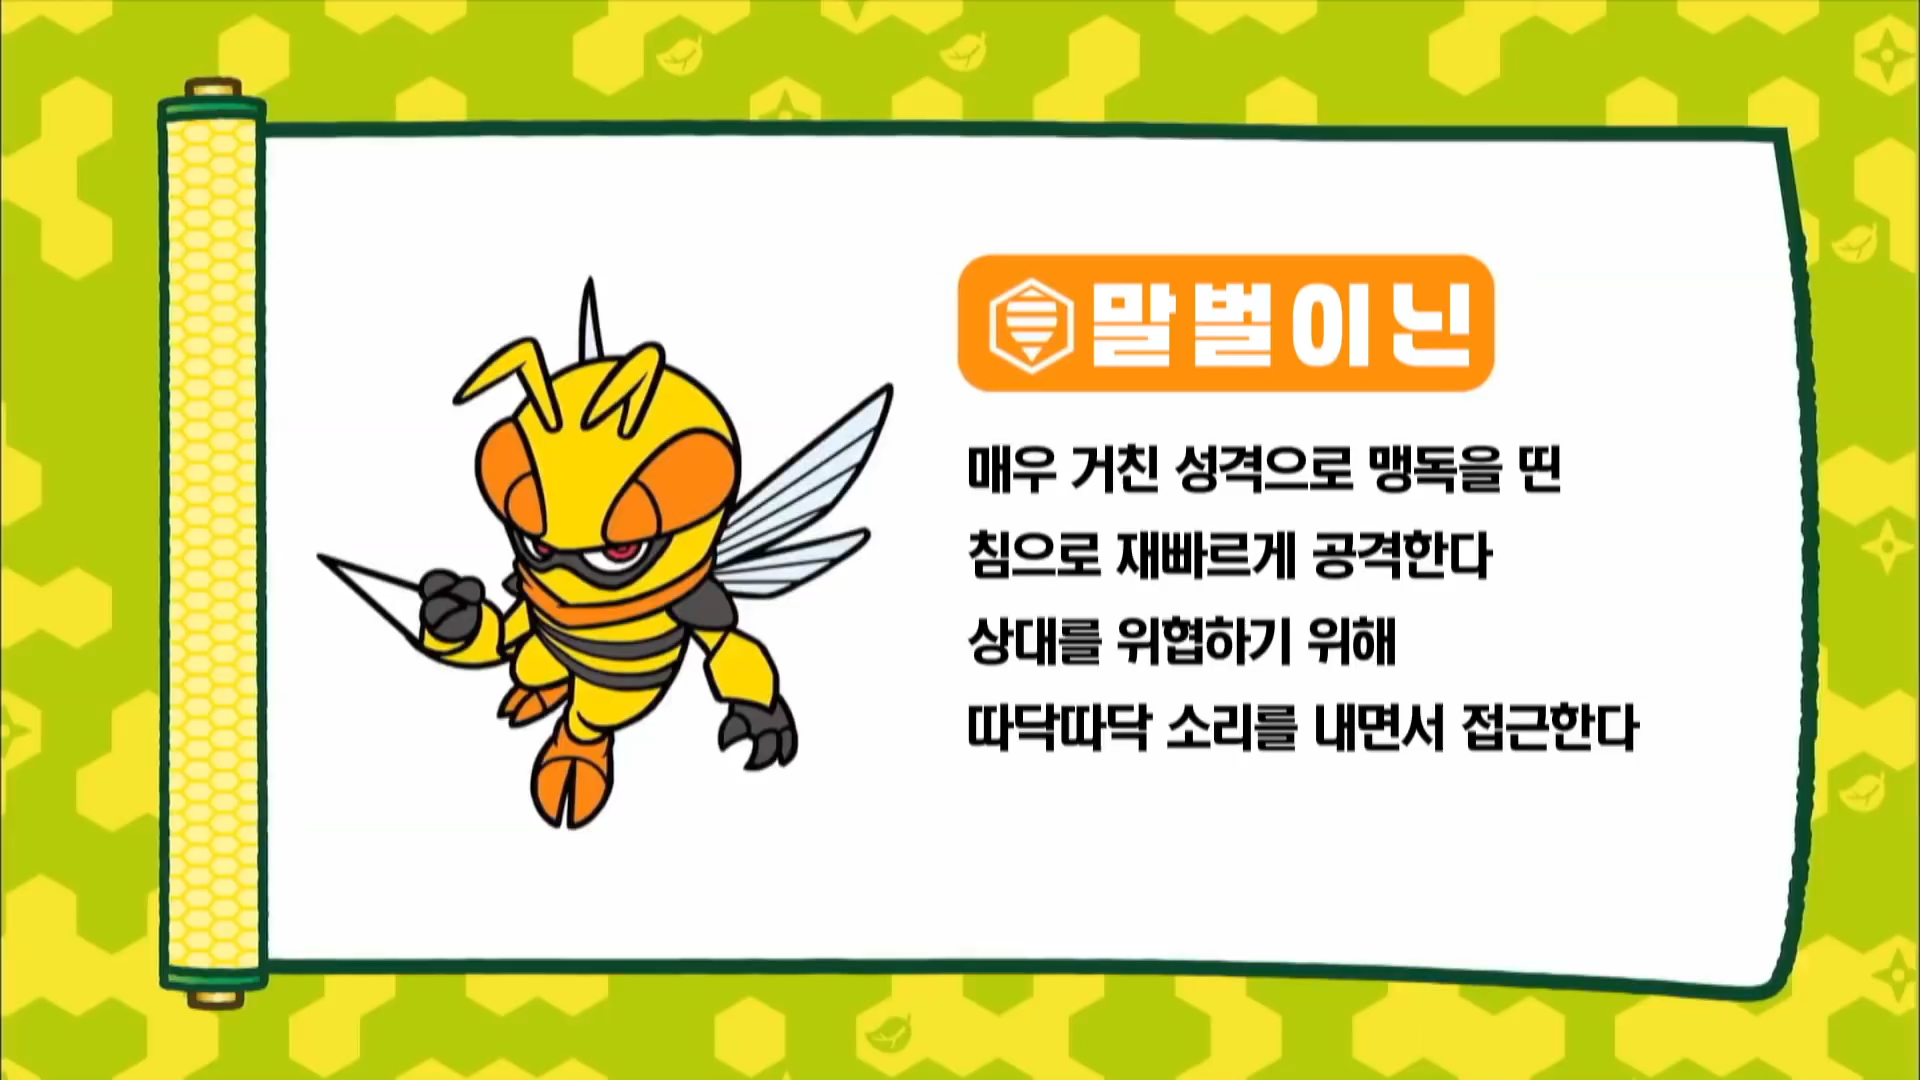 말벌이닌
매우 거친 성격으로 맹독을 띤
침으로 재빠르게 공격한다
상대를 위협하기 위해
따닥따닥 소리를 내면서 접근한다